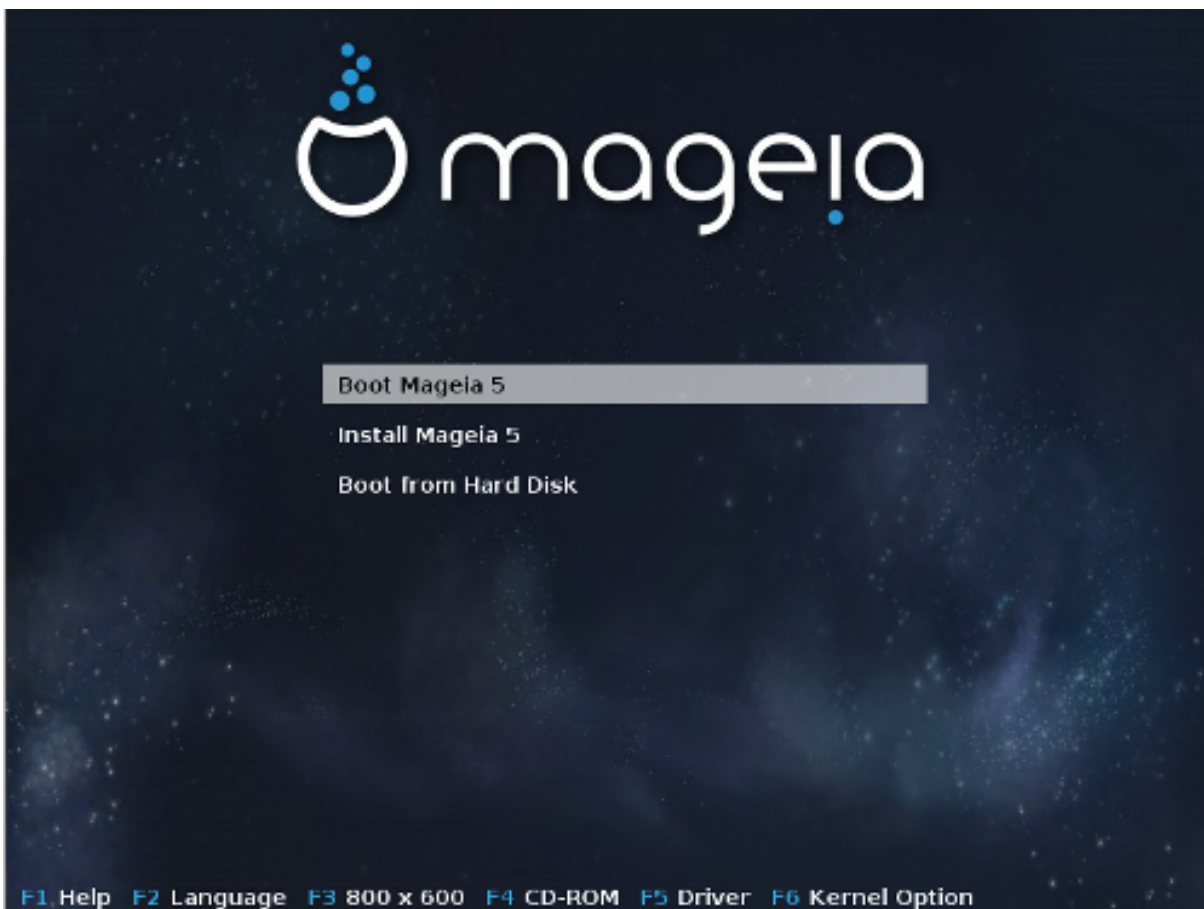 mageia
Boot Mageia 5
Install Mageia 5
Boot from Hard Disk
F1 Help F2 Language F3 800 x 600 F4 CD-ROM F5 Driver F6 Kernel Option